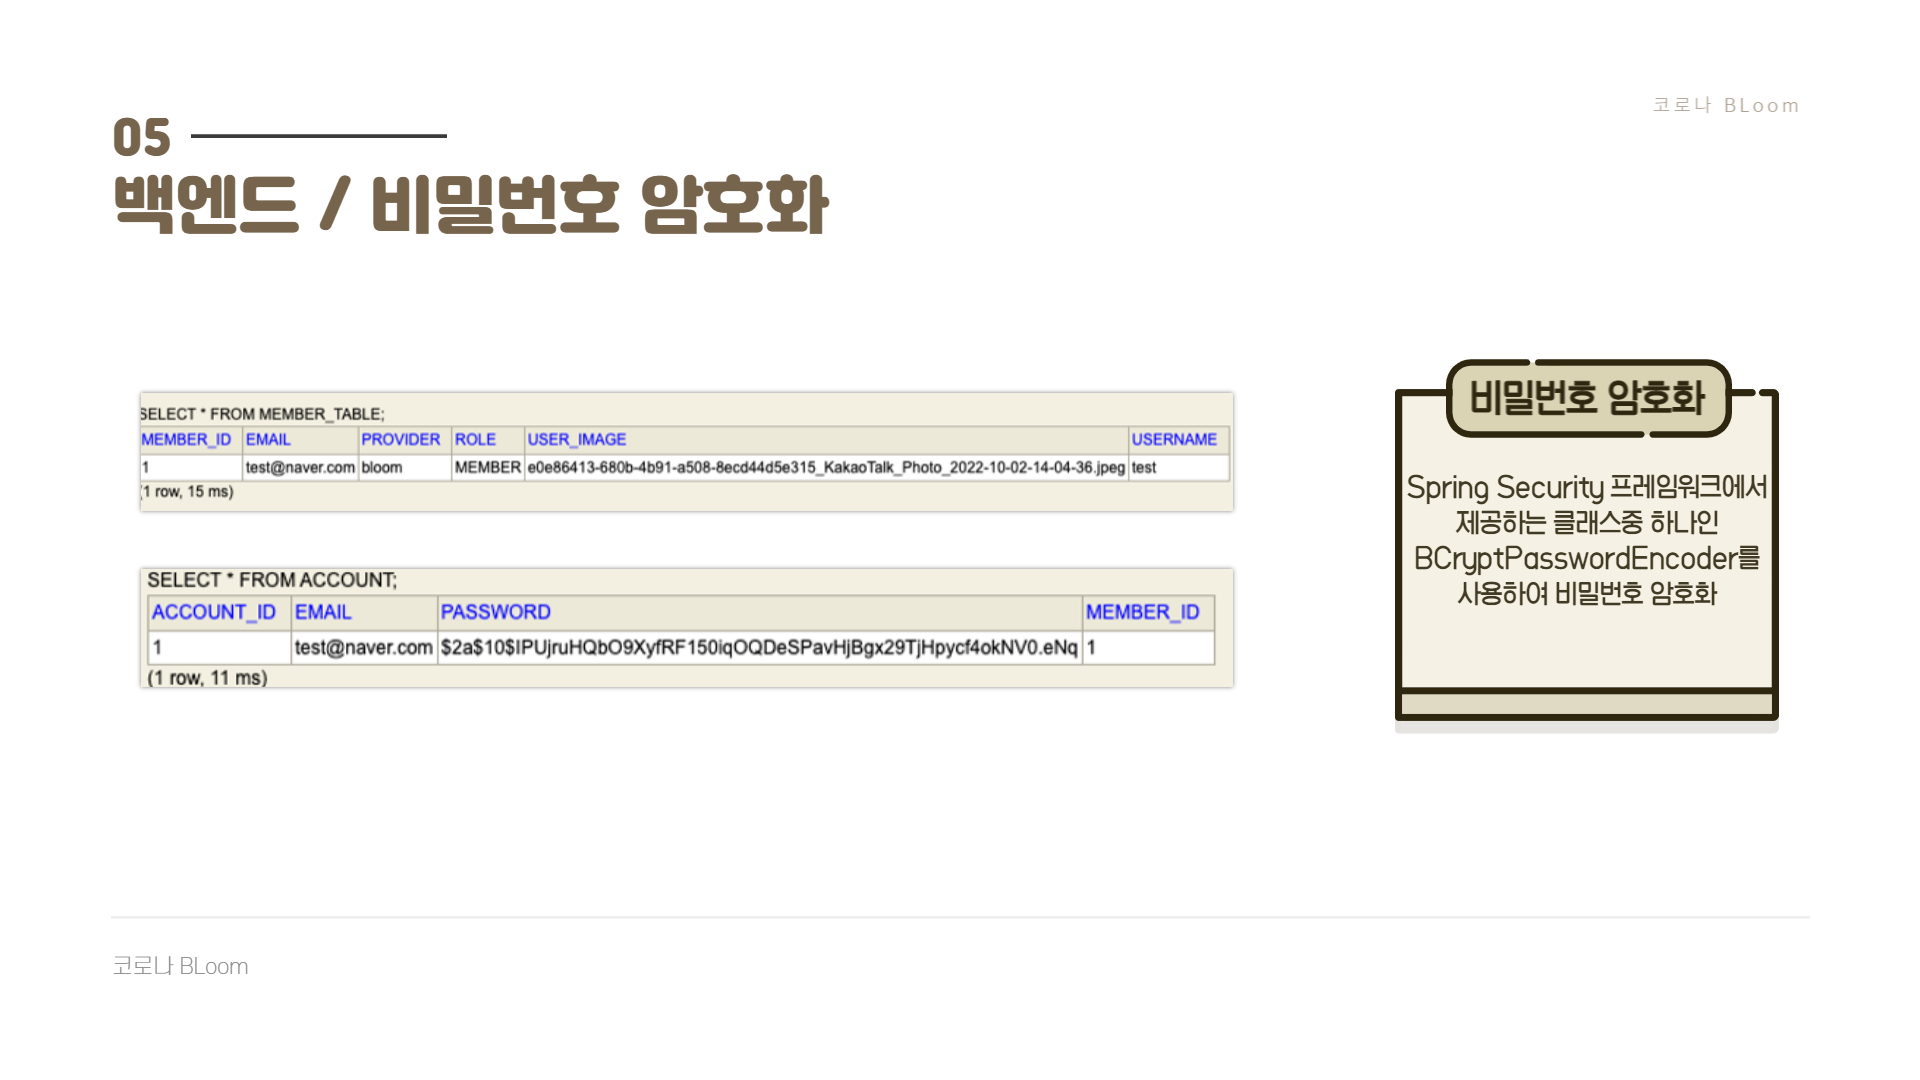 코로나 BLoom
05
백엔드 / 비밀번호 암호화
SELECT * FROM MEMBER_TABLE;
MEMBER_ID EMAIL PROVIDER ROLE USER_IMAGE USERNAME
1 test@naver.com bloom MEMBER e0e86413-680b-4b91-a508-8ecd44d5e315_KakaoTalk_Photo_2022-10-02-14-04-36.jpeg test
(1 row, 15 ms)
SELECT * FROM ACCOUNT;
ACCOUNT_ID EMAIL PASSWORD MEMBER_ID
1 test@naver.com $2a$10$IPUjruHQbO9XyfRF150iqOQDeSPavHjBgx29TjHpycf4okNV0.eNq 1
(1 row, 11 ms)
비밀번호 암호화
Spring Security 프레임워크에서
제공하는 클래스중 하나인
BCryptPasswordEncoder를
사용하여 비밀번호 암호화
코로나 BLoom